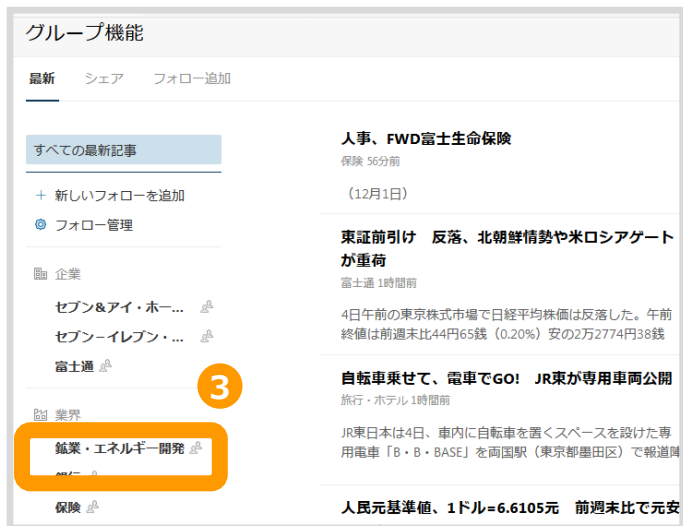 グループ機能
最新 シェア フォロー追加
すべての最新記事
+ 新しいフォローを追加
フォロー管理
企業
セブン&アイ・ホー...
セブン−イレブン・...
富士通
業界
3
鉱業・エネルギー開発
銀行
保険
人事、FWD富士生命保険
保険 56分前
(12月1日)
東証前引け 反落、北朝鮮情勢や米ロシアゲート
が重荷
富士通 1時間前
4日午前の東京株式市場で日経平均株価は反落した。午前
終値は前週末比44円65銭(0.20%)安の2万2774円38銭
自転車乗せて、電車でGO! JR東が専用車両公開
旅行・ホテル 1時間前
JR東日本は4日、車内に自転車を置くスペースを設けた専
用電車「B・B・BASE」を両国駅(東京都墨田区)で報道陣
人民元基準値、1ドル=6.6105元 前週末比で元安